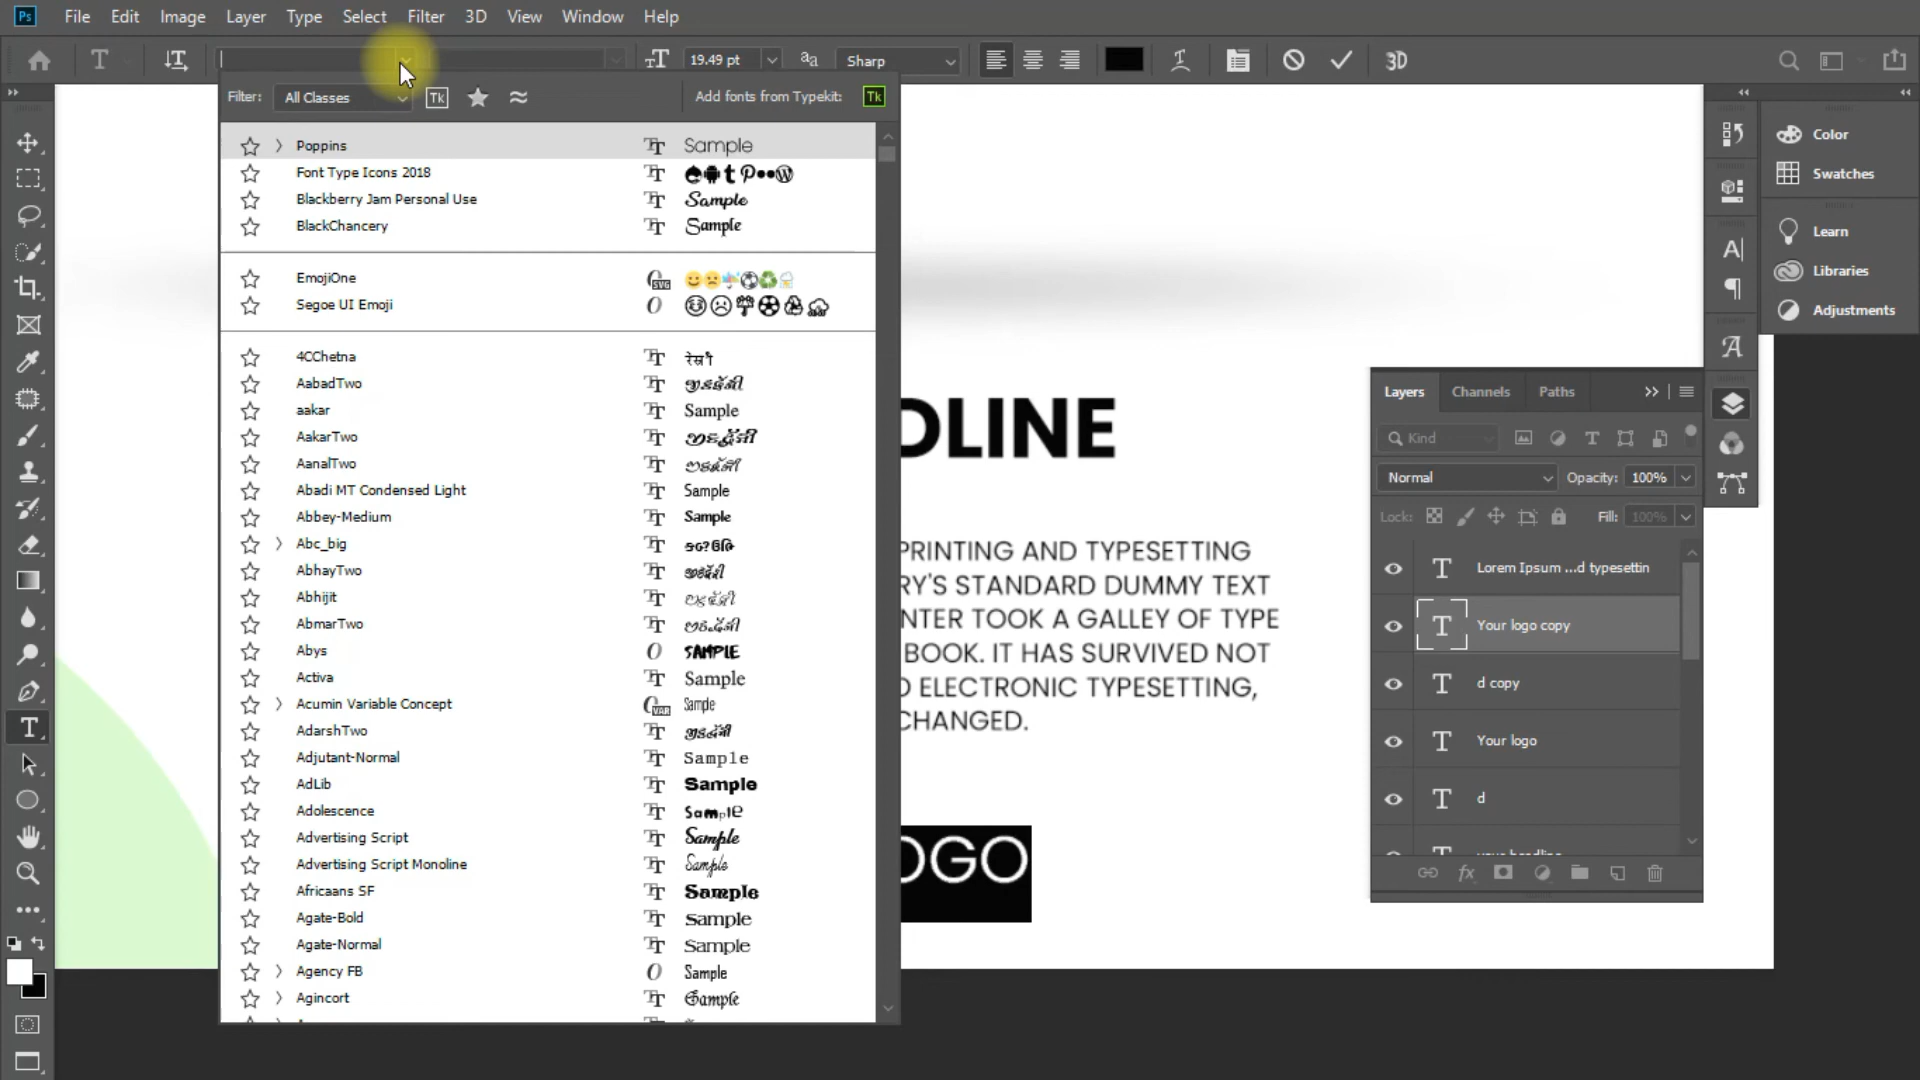 Ps File Edit Image Layer Type Select Filter 3D View Window Help
19.49 pt Sharp 3D
Filter: All Classes Tk Add fonts from Typekit: Tk
Poppins Sample
Font Type Icons 2018
Blackberry Jam Personal Use Sample
BlackChancery Sample
EmojiOne
Segoe UI Emoji
4CChetna
AabadTwo
aakar Sample
AakarTwo
AanalTwo
Abadi MT Condensed Light Sample
Abbey-Medium Sample
Abc_big
AbhayTwo
Abhijit
AbmarTwo
Abys SAMPLE
Activa Sample
Acumin Variable Concept Sample
AdarshTwo
Adjutant-Normal Sample
AdLib Sample
Adolescence Sample
Advertising Script Sample
Advertising Script Monoline Sample
Africaans SF Sample
Agate-Bold Sample
Agate-Normal Sample
Agency FB Sample
Agincort Sample
DLINE
PRINTING AND TYPESETTING
RY'S STANDARD DUMMY TEXT
NTER TOOK A GALLEY OF TYPE
BOOK. IT HAS SURVIVED NOT
O ELECTRONIC TYPESETTING,
CHANGED.
OGO
Color
Swatches
Learn
Libraries
Adjustments
Layers Channels Paths
Kind
Normal Opacity: 100%
Lock: Fill: 100%
Lorem Ipsum ...d typesettin
Your logo copy
d copy
Your logo
d